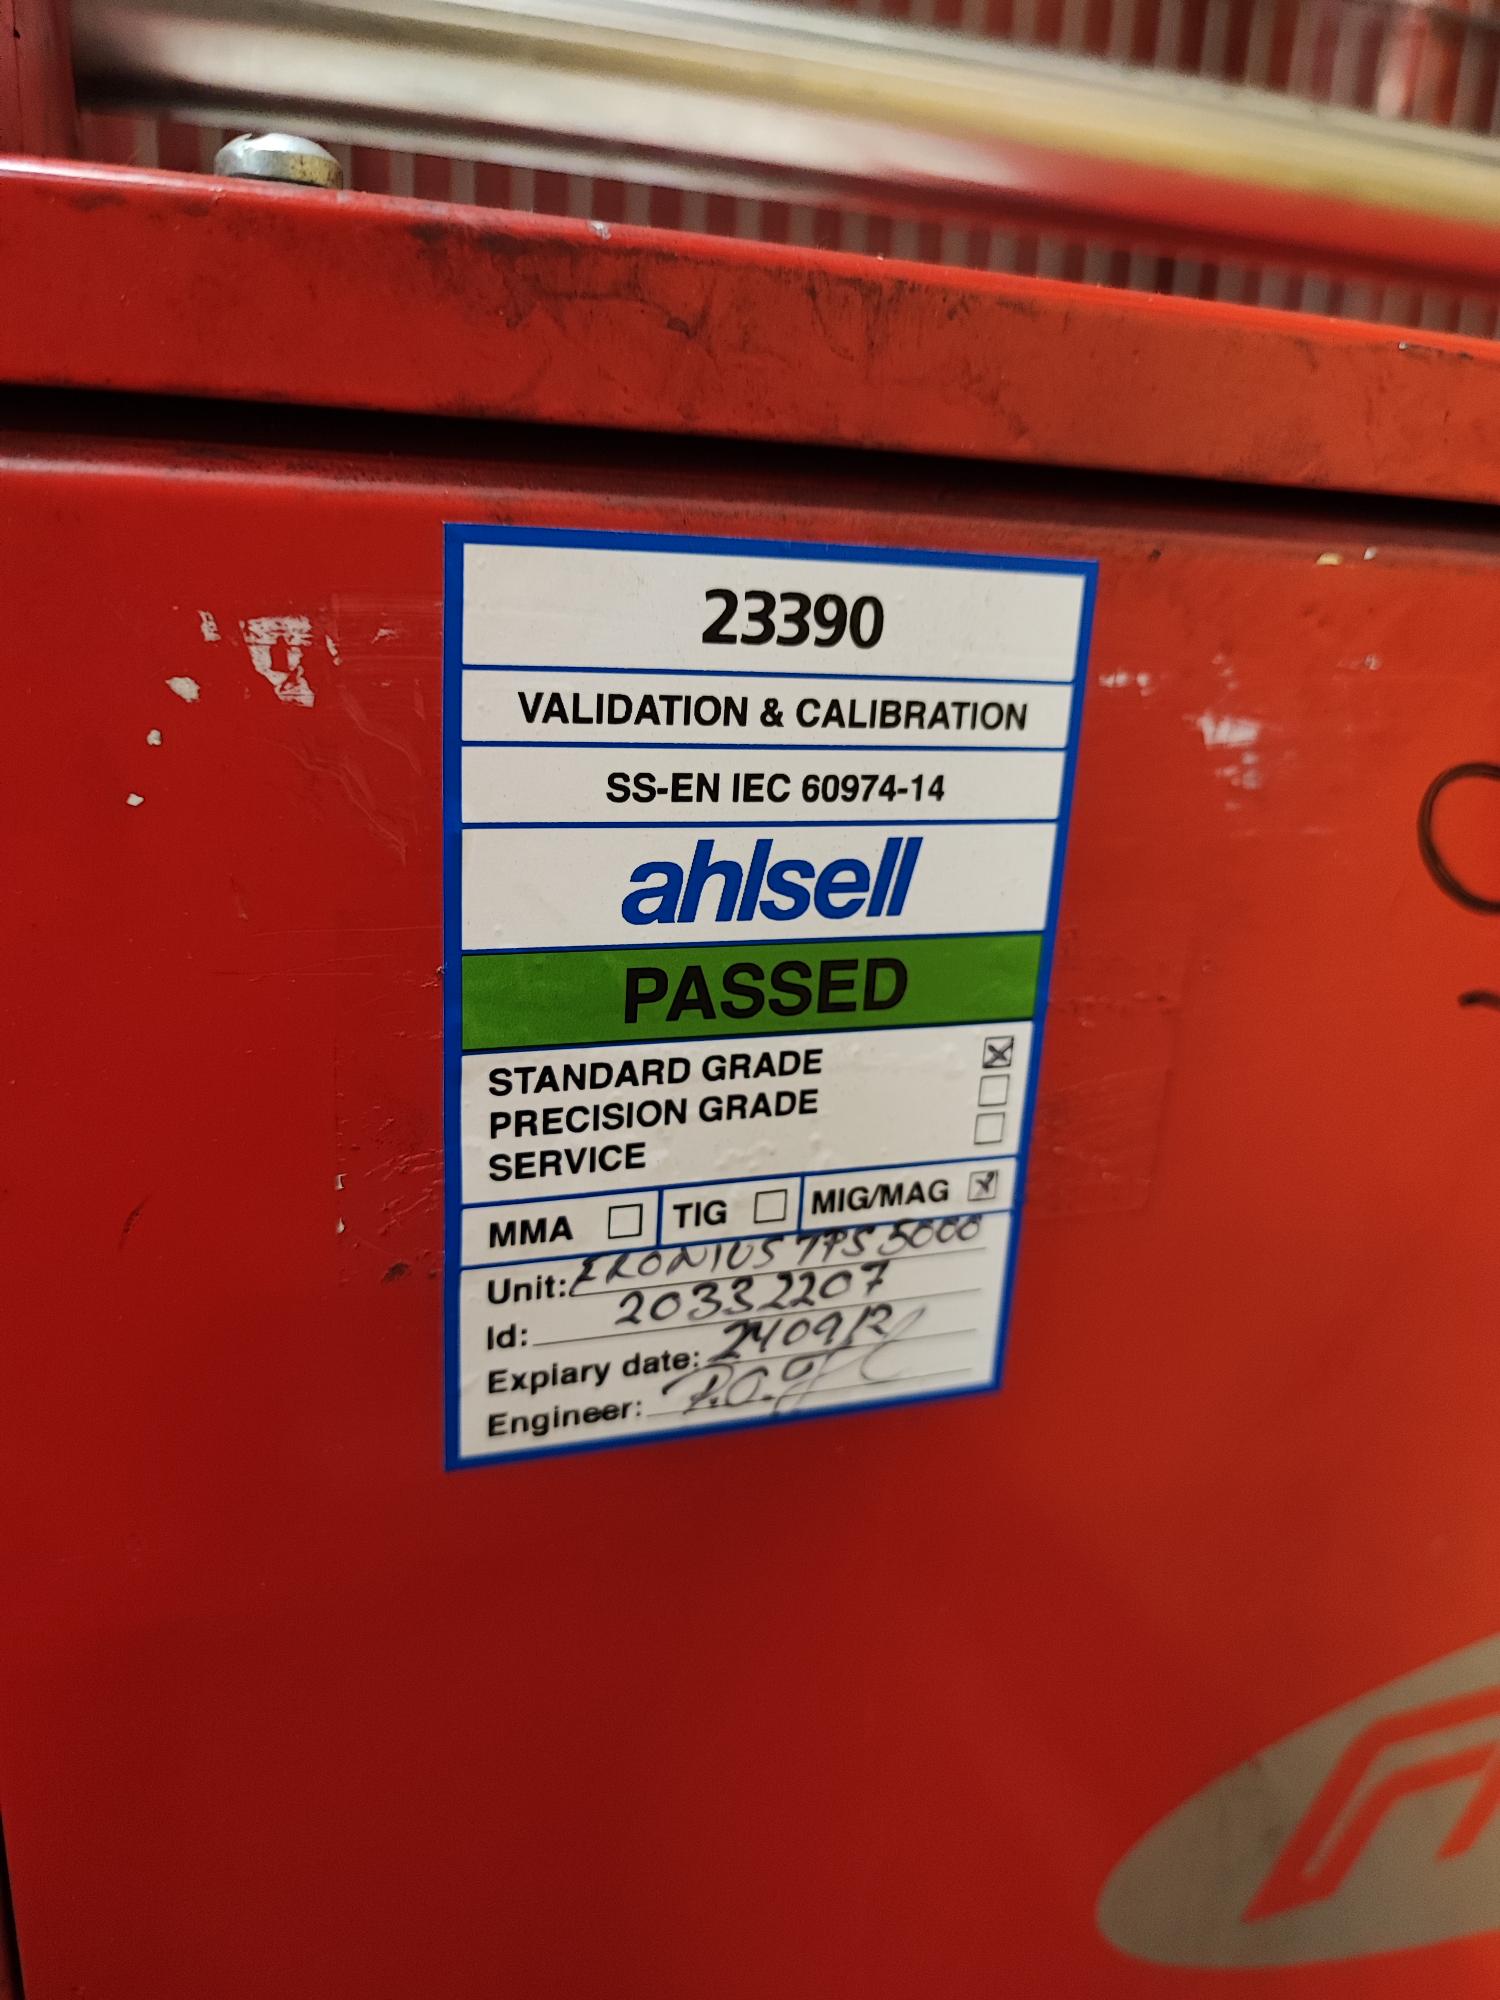 23390
VALIDATION & CALIBRATION
SS-EN IEC 60974-14
ahlsell
PASSED
STANDARD GRADE
PRECISION GRADE
SERVICE
MMA TIG MIG/MAG
Unit: FRONIUS TPS 5000
Id: 20332207
Expiary date: 240912
Engineer: